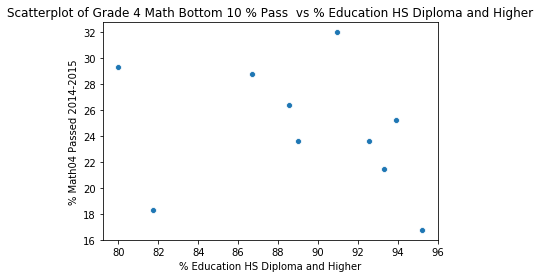 Scatterplot of Grade 4 Math Bottom 10 % Pass  vs % Education HS Diploma and Higher
% Math04 Passed 2014-2015
32
30
28
26
24
22
20
18
16
80 82 84 86 88 90 92 94 96
% Education HS Diploma and Higher